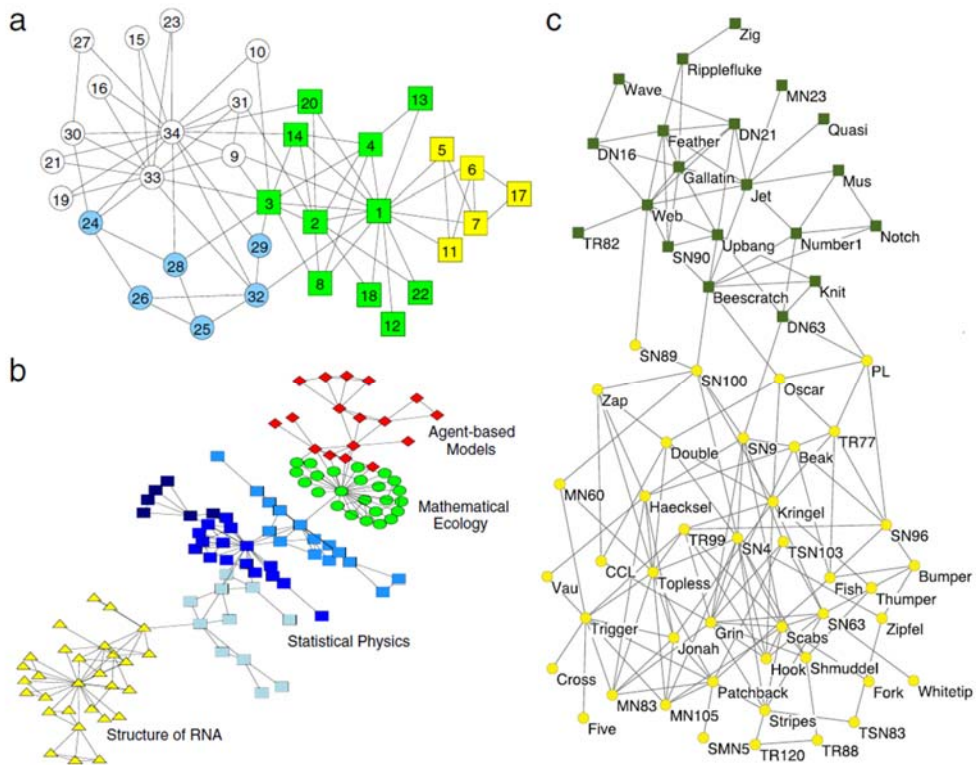 a
23
27
15
10
16
31
20
13
34
14
4
5
30
6
21
9
17
33
19
3
1
24
2
7
29
11
28
8
18
22
26
32
12
25
b
Agent-based
Models
Mathematical
Ecology
Statistical Physics
Structure of RNA
c
Zig
Ripplefluke
Wave
MN23
DN21
Quasi
Feather
DN16
Gallatin
Jet
Mus
Web
TR82
Upbang
Number1
Notch
SN90
Beescratch
Knit
DN63
SN89
PL
SN100
Oscar
Zap
TR77
Double
SN9
Beak
MN60
Haecksel
Kringel
TR99
SN4
TSN103
SN96
Vau
CCL
Topless
Fish
Bumper
Thumper
Trigger
Grin
Scabs
SN63
Zipfel
Jonah
Hook
Shmuddel
Cross
Patchback
Fork
Whitetip
MN83
MN105
Stripes
Five
TSN83
SMN5
TR120
TR88